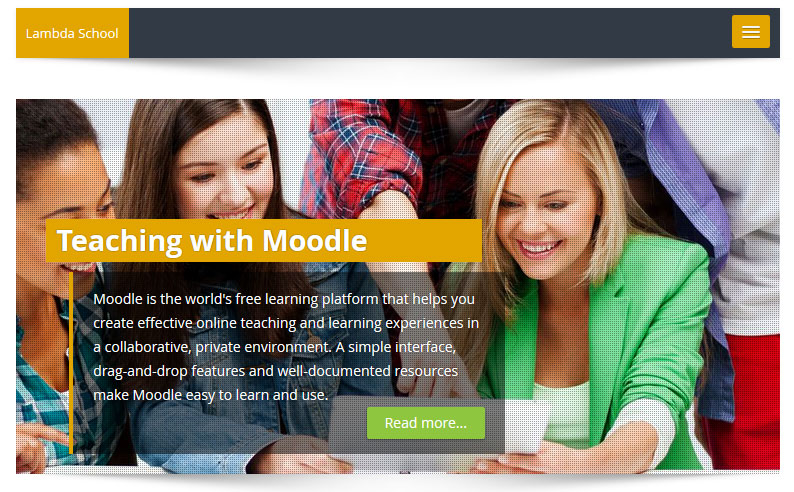 Lambda School
Teaching with Moodle
Moodle is the world's free learning platform that helps you
create effective online teaching and learning experiences in
a collaborative, private environment. A simple interface,
drag-and-drop features and well-documented resources
make Moodle easy to learn and use.
Read more...